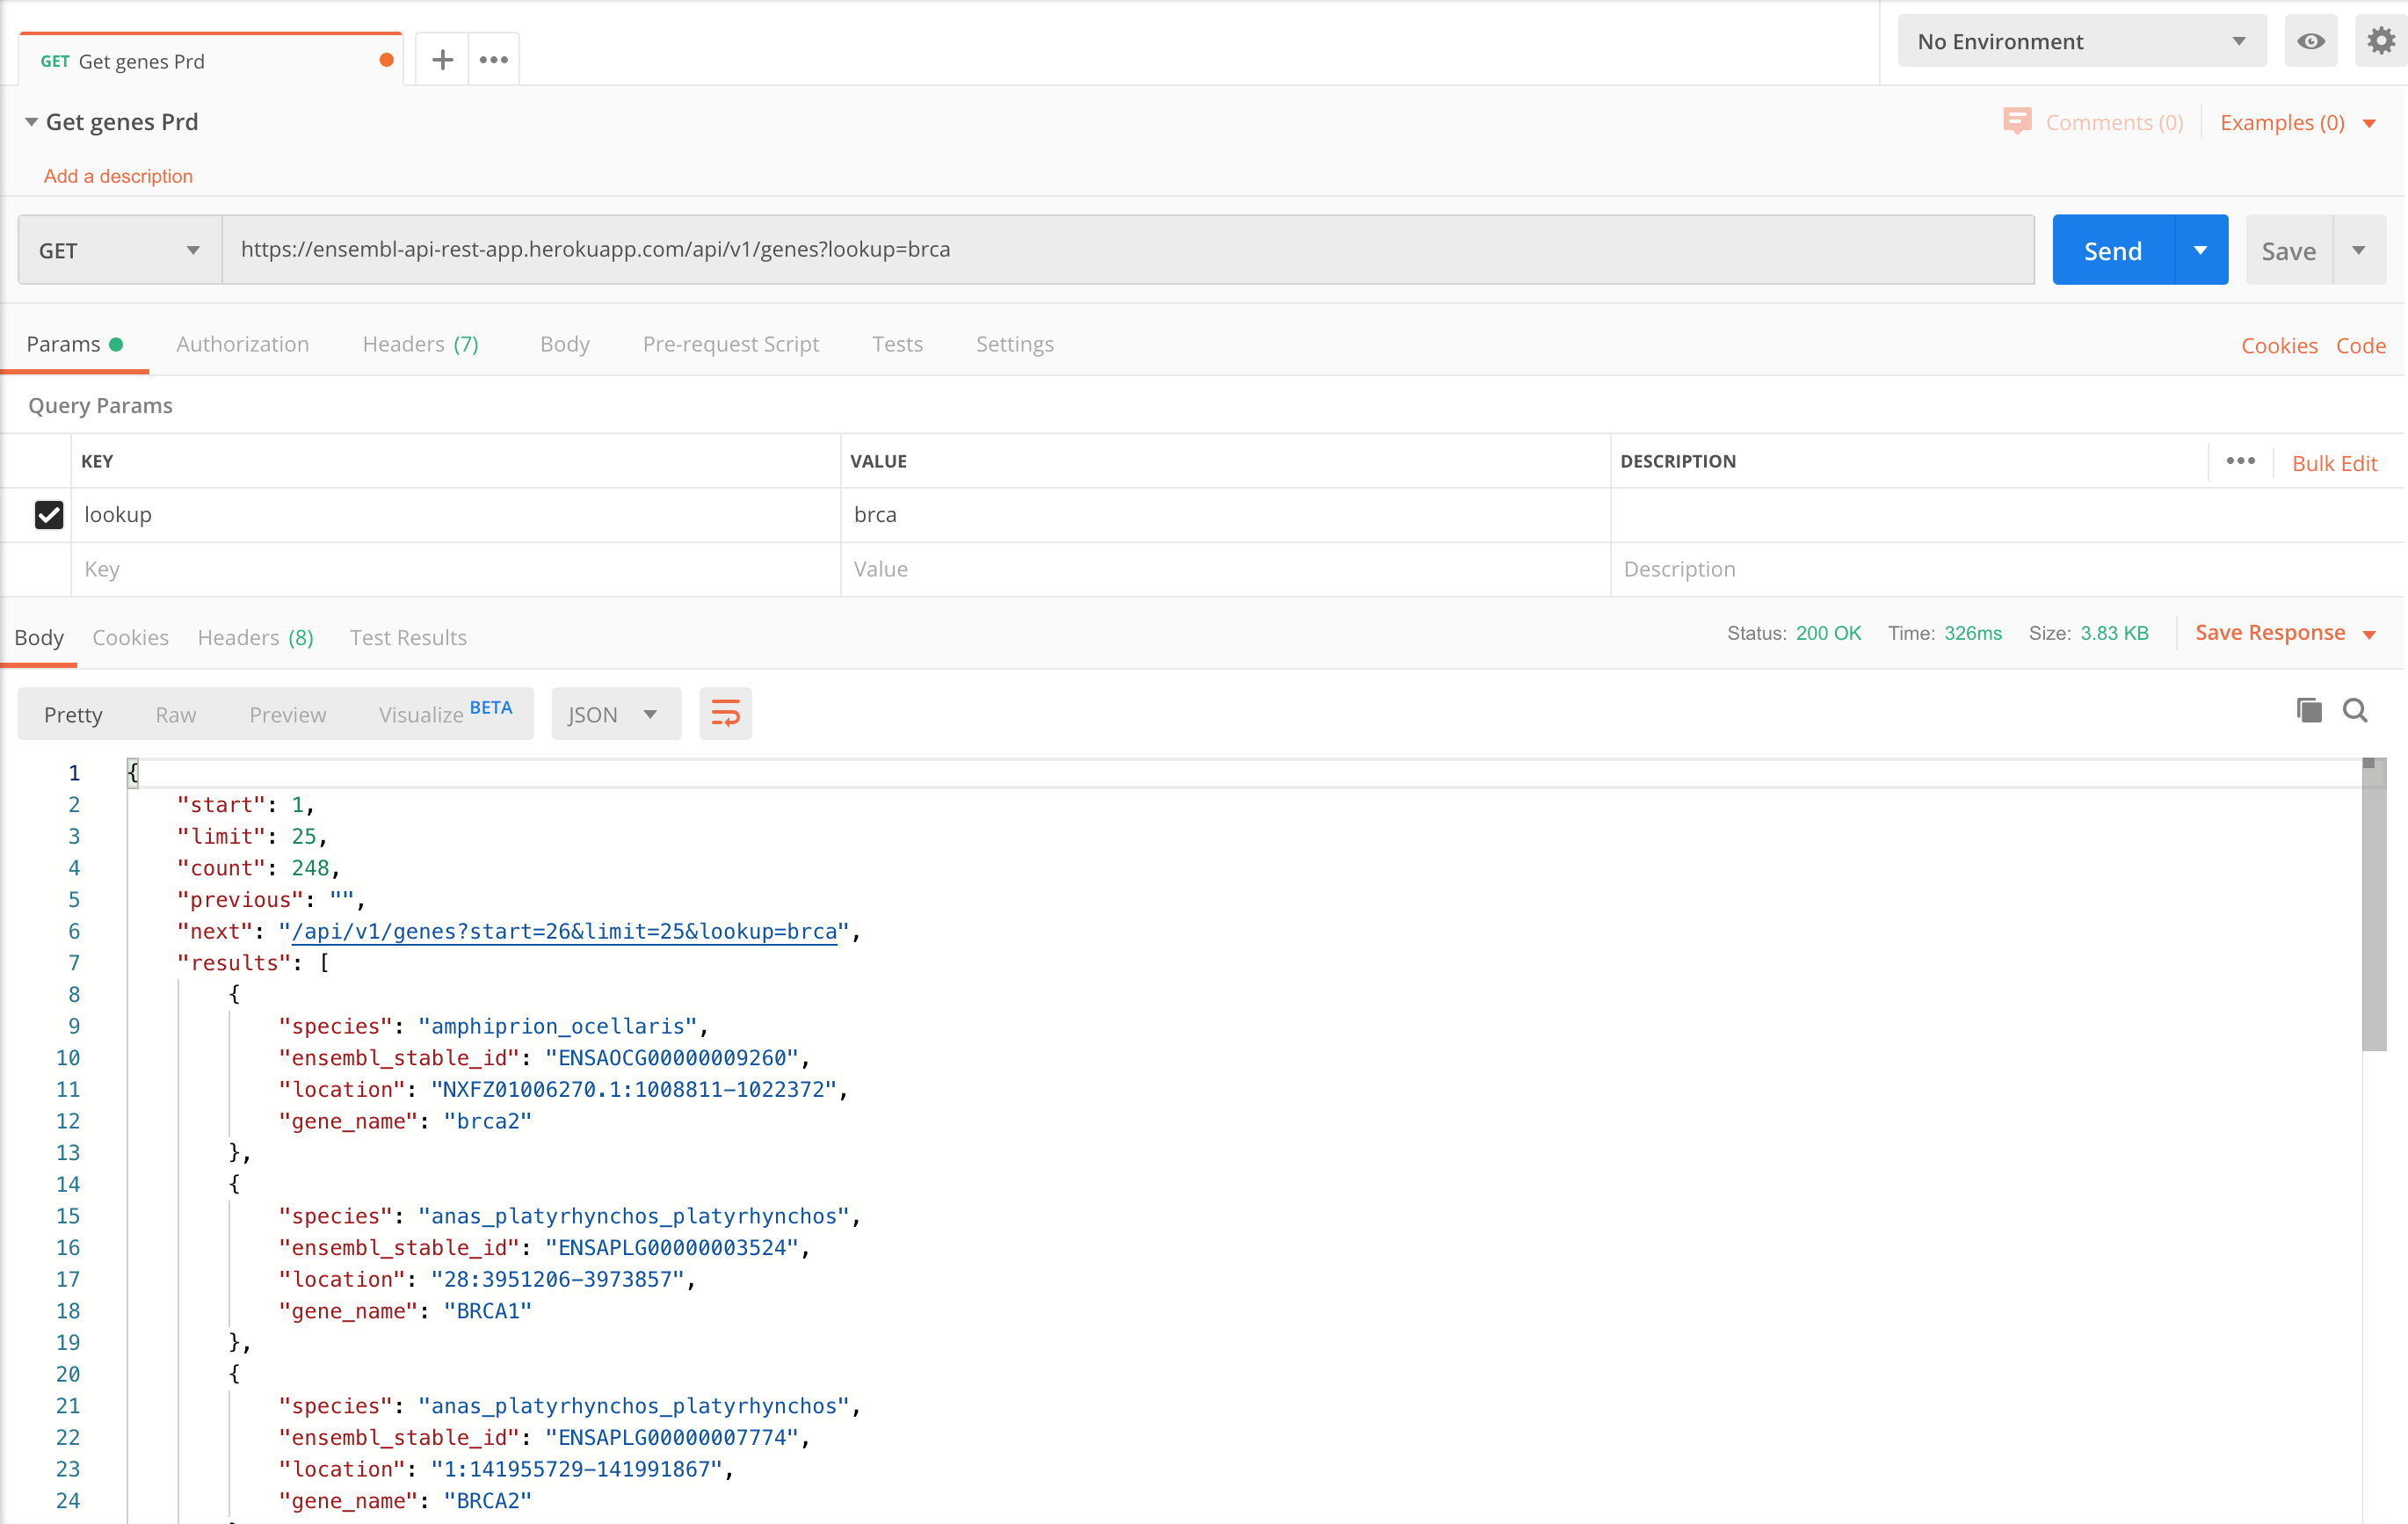 GET Get genes Prd
No Environment
Get genes Prd
Comments (0) Examples (0)
Add a description
GET https://ensembl-api-rest-app.herokuapp.com/api/v1/genes?lookup=brca Send Save
Params Authorization Headers (7) Body Pre-request Script Tests Settings Cookies Code
Query Params
KEY VALUE DESCRIPTION Bulk Edit
lookup brca
Key Value Description
Body Cookies Headers (8) Test Results Status: 200 OK Time: 326ms Size: 3.83 KB Save Response
Pretty Raw Preview Visualize BETA JSON
1 {
2 "start": 1,
3 "limit": 25,
4 "count": 248,
5 "previous": "",
6 "next": "/api/v1/genes?start=26&limit=25&lookup=brca",
7 "results": [
8 {
9 "species": "amphiprion_ocellaris",
10 "ensembl_stable_id": "ENSAOCG00000009260",
11 "location": "NXFZ01006270.1:1008811-1022372",
12 "gene_name": "brca2"
13 },
14 {
15 "species": "anas_platyrhynchos_platyrhynchos",
16 "ensembl_stable_id": "ENSAPLG00000003524",
17 "location": "28:3951206-3973857",
18 "gene_name": "BRCA1"
19 },
20 {
21 "species": "anas_platyrhynchos_platyrhynchos",
22 "ensembl_stable_id": "ENSAPLG00000007774",
23 "location": "1:141955729-141991867",
24 "gene_name": "BRCA2"